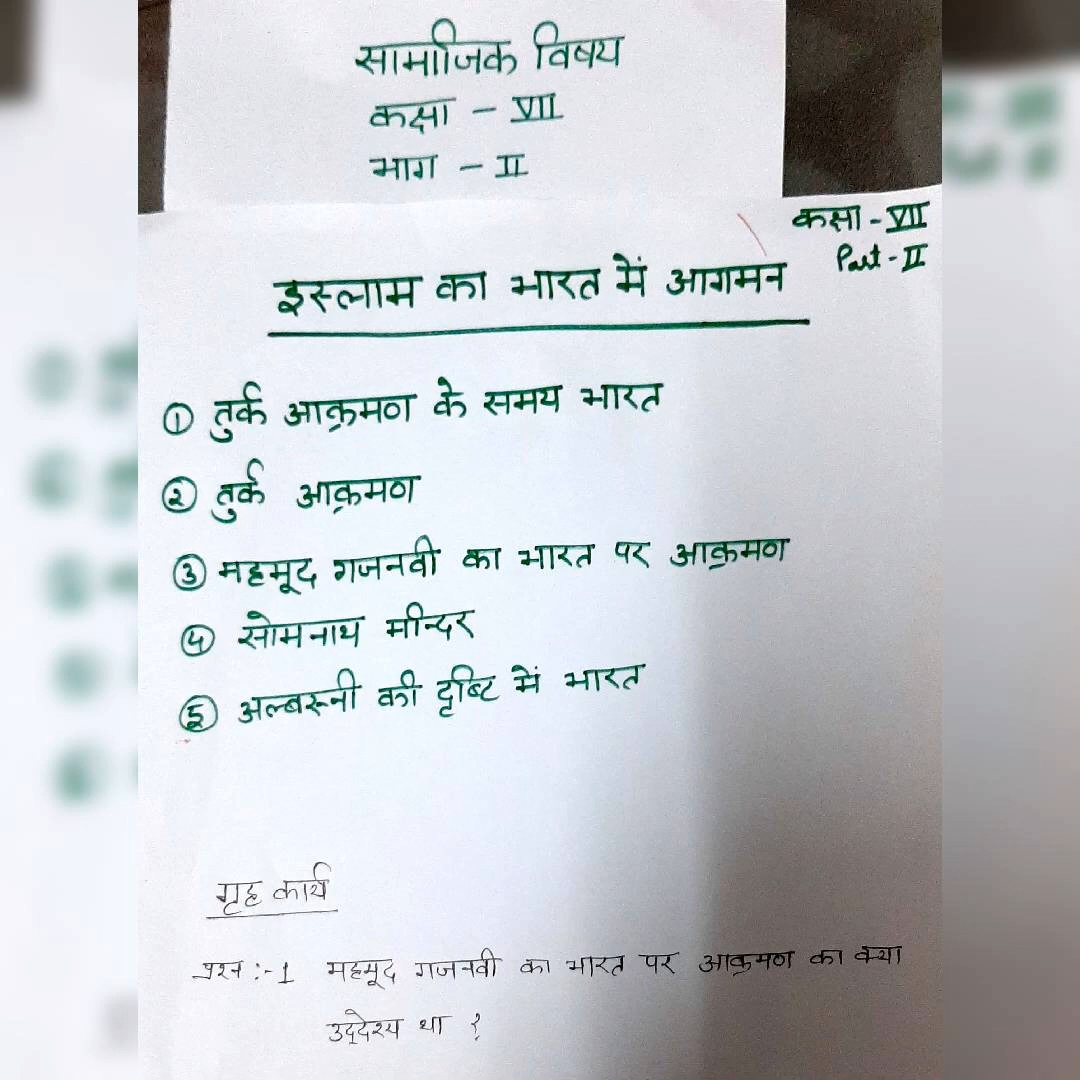 सामाजिक विषय
कक्षा - VII
भाग - II
कक्षा - VII
Part - II
इस्लाम का भारत में आगमन
① तुर्क आक्रमण के समय भारत
② तुर्क आक्रमण
③ महमूद गजनवी का भारत पर आक्रमण
④ सोमनाथ मन्दिर
⑤ अल्बरूनी की दृष्टि में भारत
गृह कार्य
प्रश्न :- 1 महमूद गजनवी का भारत पर आक्रमण का क्या
उद्देश्य था ?